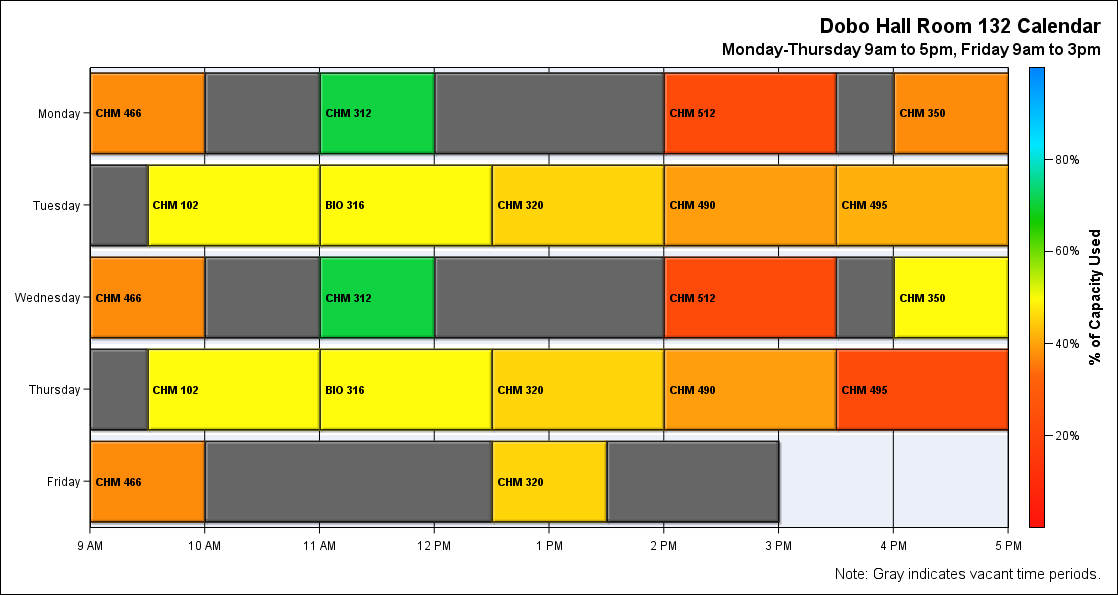 Dobo Hall Room 132 Calendar
Monday-Thursday 9am to 5pm, Friday 9am to 3pm
Monday
CHM 466
CHM 312
CHM 512
CHM 350
Tuesday
CHM 102
BIO 316
CHM 320
CHM 490
CHM 495
Wednesday
CHM 466
CHM 312
CHM 512
CHM 350
Thursday
CHM 102
BIO 316
CHM 320
CHM 490
CHM 495
Friday
CHM 466
CHM 320
9 AM
10 AM
11 AM
12 PM
1 PM
2 PM
3 PM
4 PM
5 PM
80%
60%
40%
20%
% of Capacity Used
Note: Gray indicates vacant time periods.